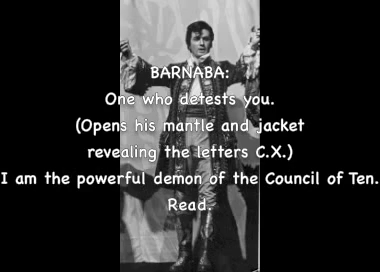 BARNABA:
One who detests you.
(Opens his mantle and jacket
revealing the letters C.X.)
I am the powerful demon of the Council of Ten.
Read.